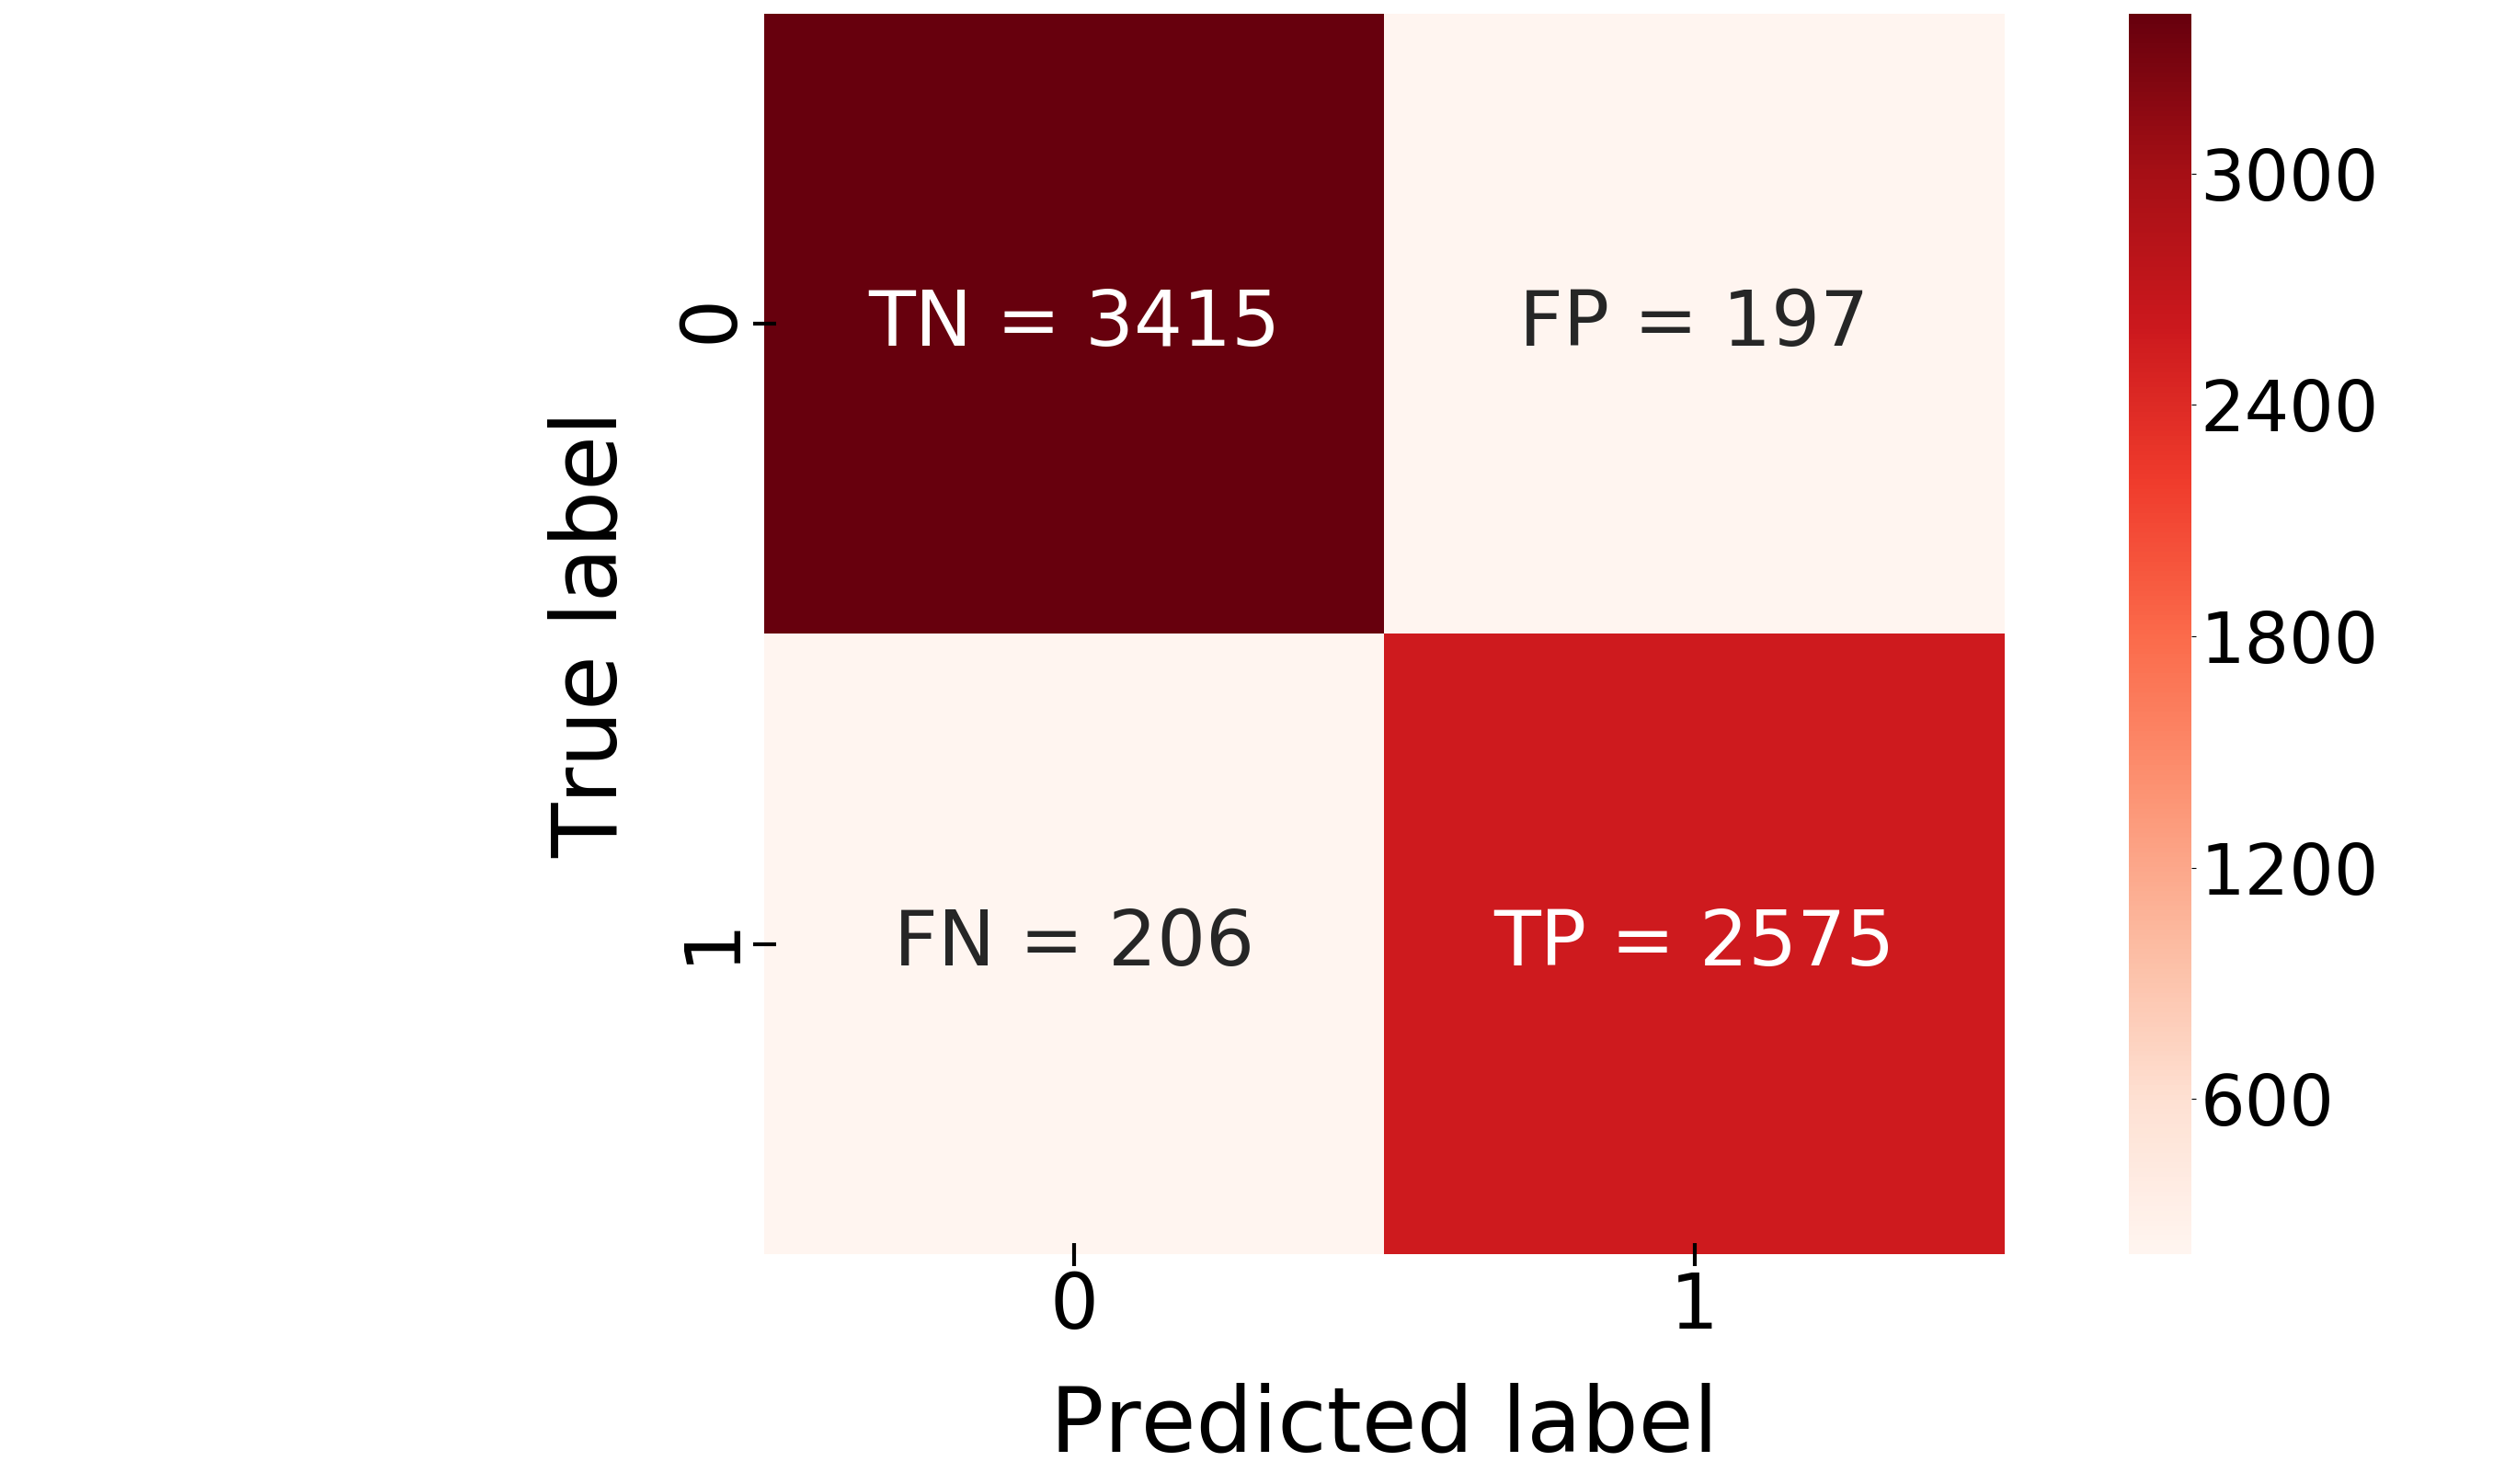 TN = 3415
FP = 197
FN = 206
TP = 2575
True label
0
1
0
1
Predicted label
3000
2400
1800
1200
600